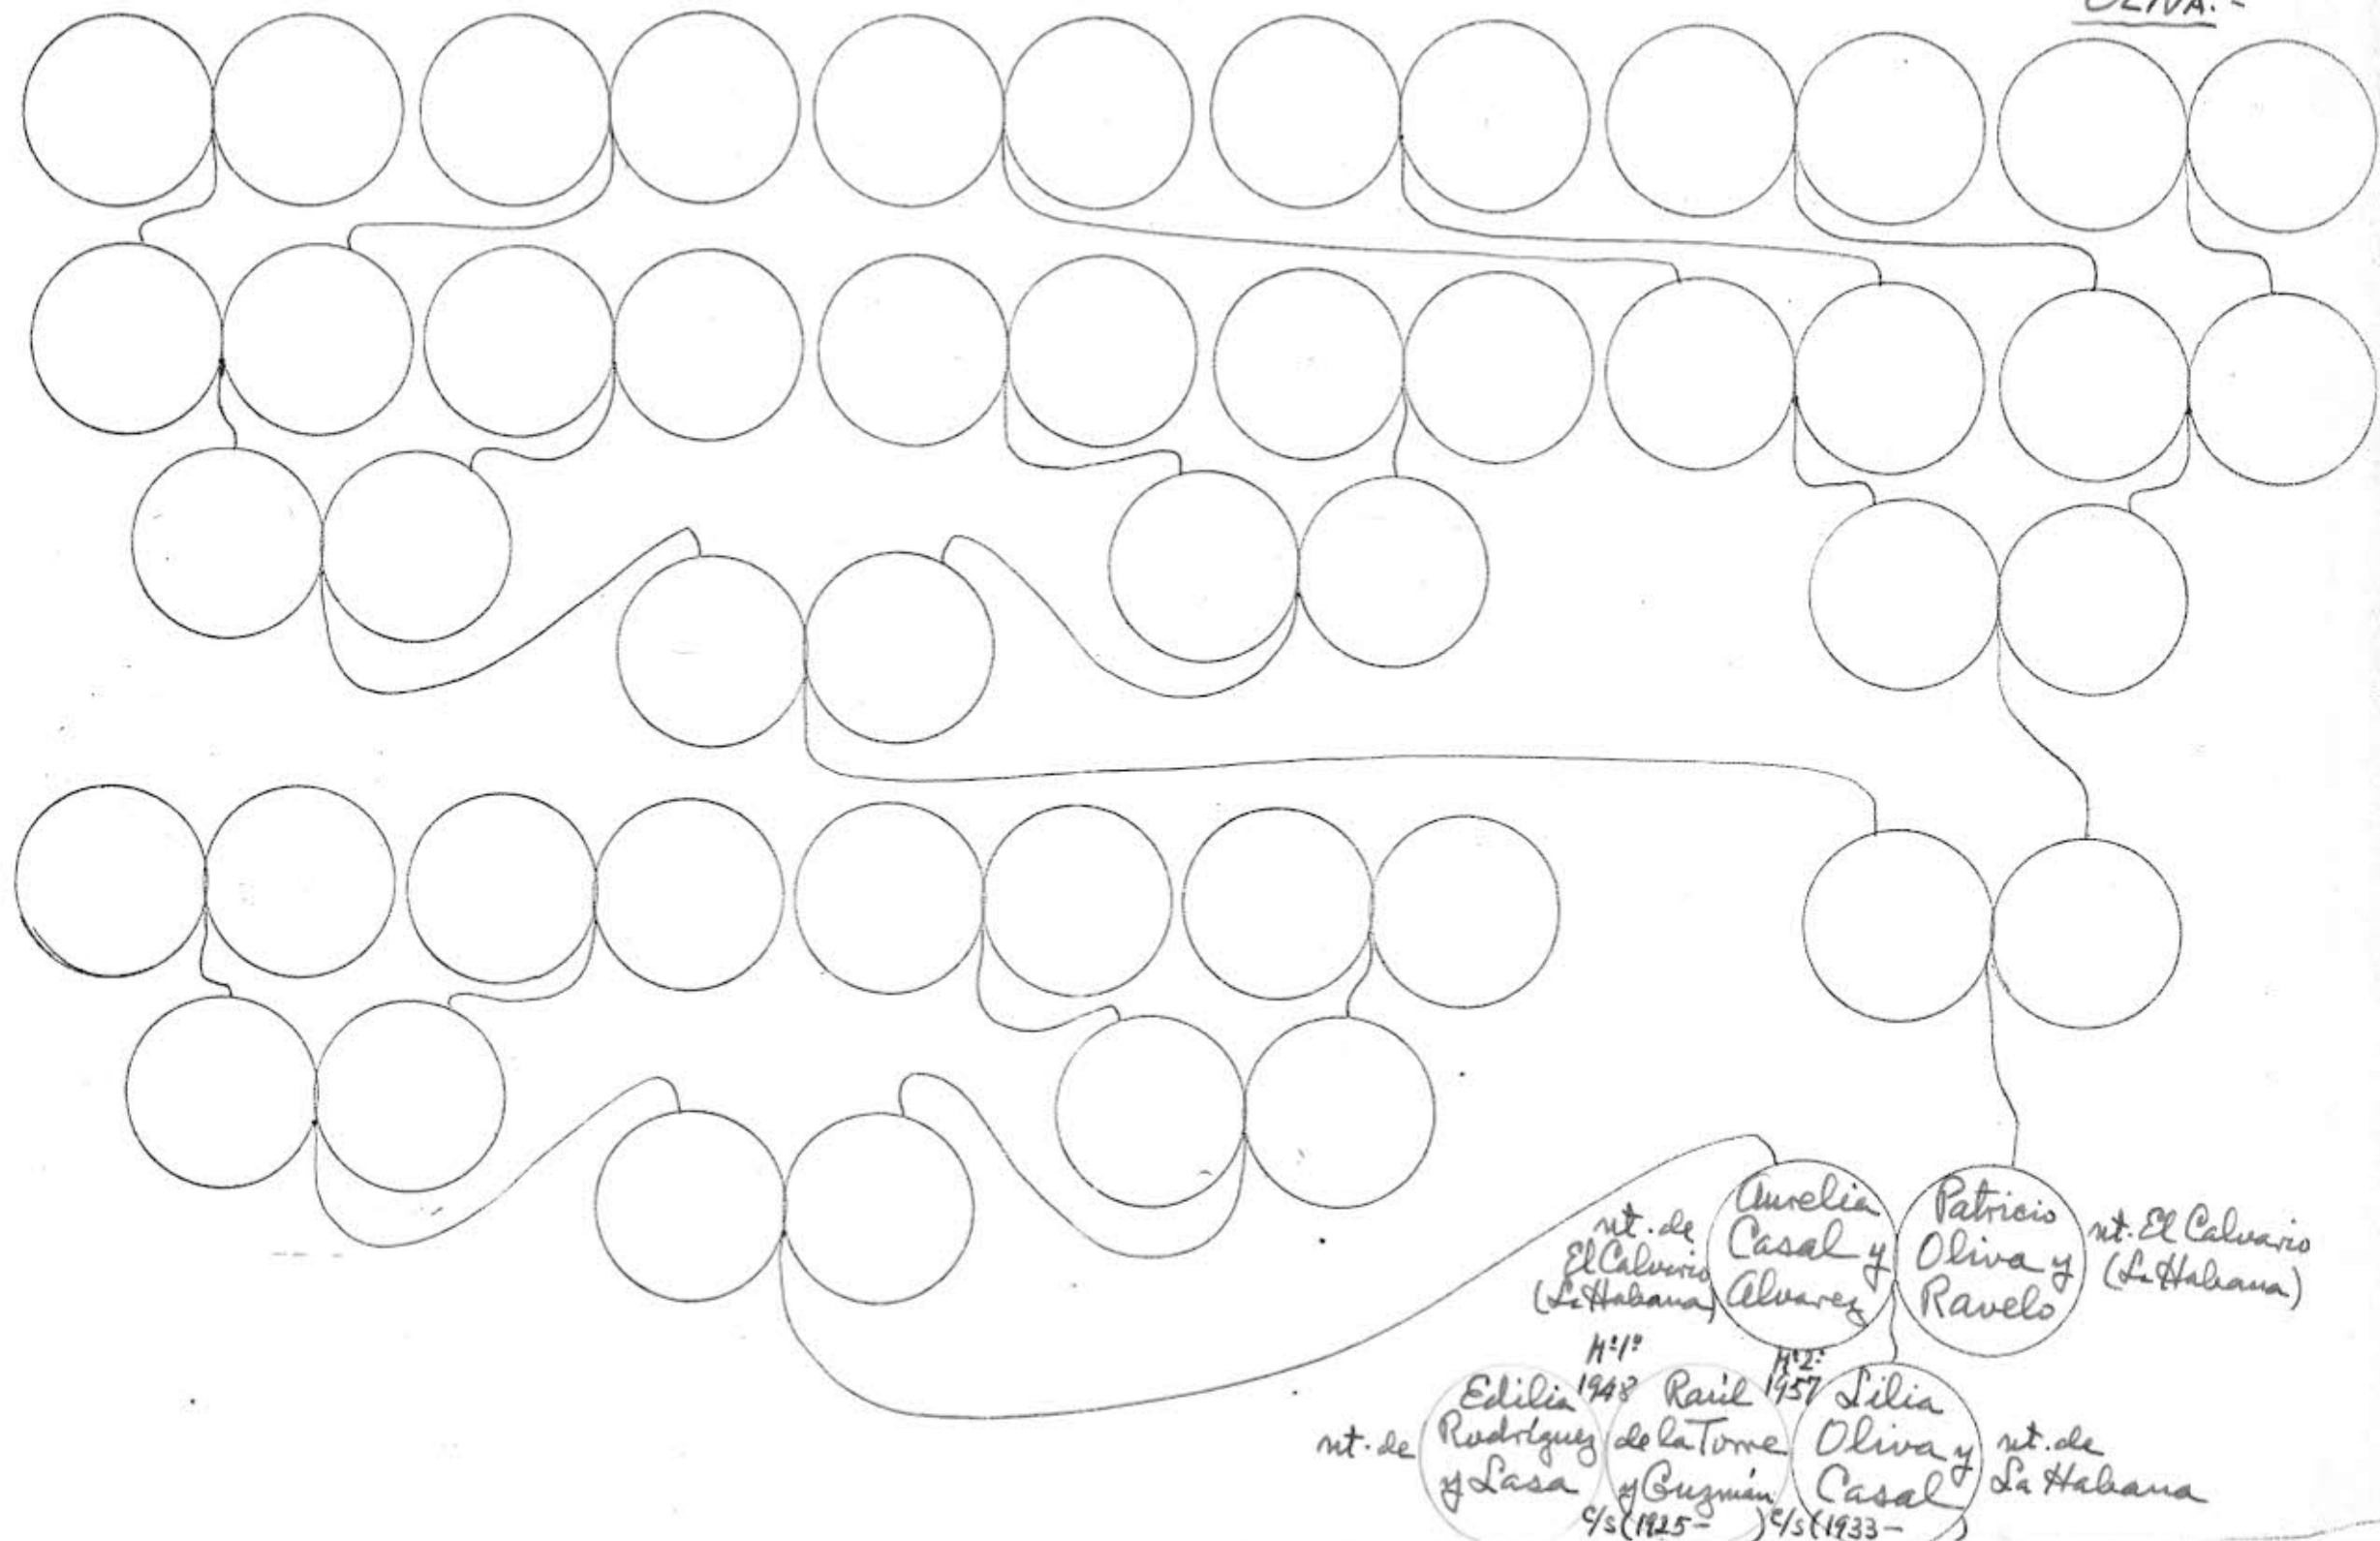 OLIVA.-
nt. de
El Calvario
(La Habana)
Aurelia
Casal y
Alvarez
Patricio
Oliva y
Ravelo
nt. El Calvario
(La Habana)
nt. de
Edilia
Rodríguez
y Lasa
Mº1º
1948
c/s
Raúl
de la Torre
y Guzmán
(1925- )
Mº2º
1957
c/s
Lilia
Oliva y
Casal
(1933- )
nt. de
La Habana